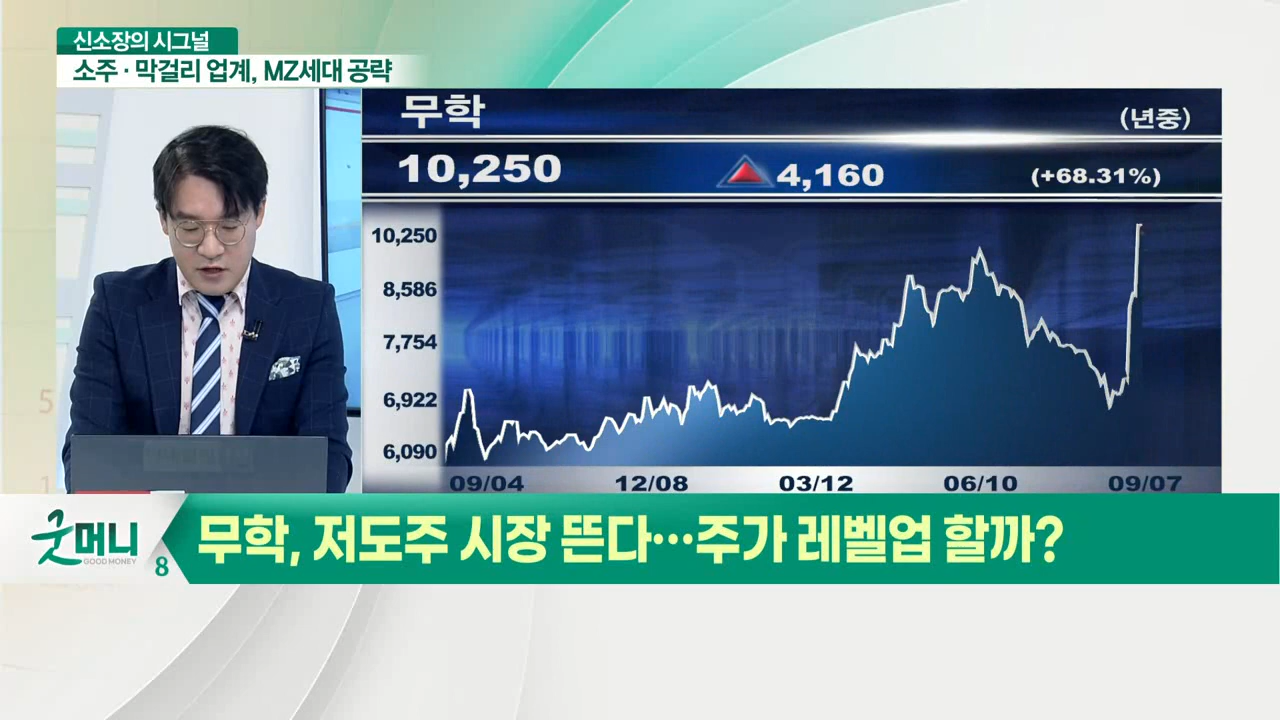 신소장의 시그널
소주·막걸리 업계, MZ세대 공략
무학
(년중)
10,250
4,160
(+68.31%)
10,250
8,586
7,754
6,922
6,090
09/04
12/08
03/12
06/10
09/07
굿머니
GOOD MONEY
8
무학, 저도주 시장 뜬다…주가 레벨업 할까?
5
1